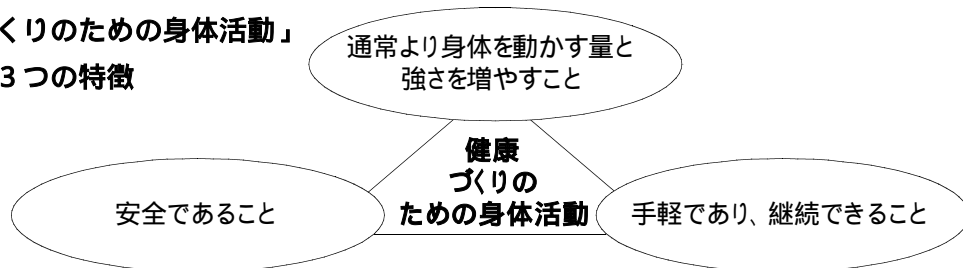 くりのための身体活動」
3つの特徴
通常より身体を動かす量と
強さを増やすこと
健康
づくりの
ための身体活動
安全であること
手軽であり、継続できること